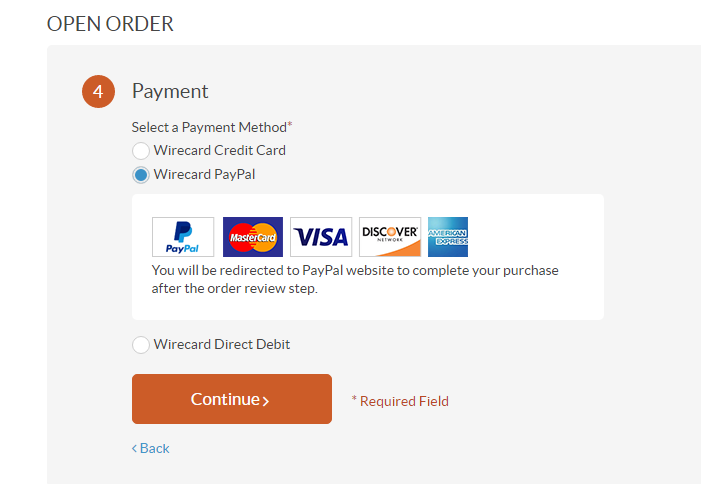 OPEN ORDER
4 Payment
Select a Payment Method*
Wirecard Credit Card
Wirecard PayPal
PayPal MasterCard VISA DISCOVER NETWORK AMERICAN EXPRESS
You will be redirected to PayPal website to complete your purchase
after the order review step.
Wirecard Direct Debit
Continue ›
* Required Field
‹ Back